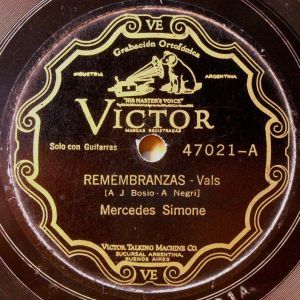 VE
Grabación Ortofónica
INDUSTRIA ARGENTINA
"HIS MASTER'S VOICE"
VICTOR
MARCAS REGISTRADAS
Solo con Guitarras 47021-A
REMEMBRANZAS - Vals
[A J Bosio - A Negri]
Mercedes Simone
VICTOR TALKING MACHINE CO.
SUCURSAL ARGENTINA,
BUENOS AIRES
VE